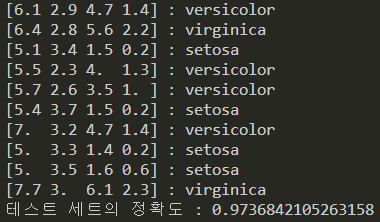 [6.1 2.9 4.7 1.4] : versicolor
[6.4 2.8 5.6 2.2] : virginica
[5.1 3.4 1.5 0.2] : setosa
[5.5 2.3 4.  1.3] : versicolor
[5.7 2.6 3.5 1. ] : versicolor
[5.4 3.7 1.5 0.2] : setosa
[7.  3.2 4.7 1.4] : versicolor
[5.  3.3 1.4 0.2] : setosa
[5.  3.5 1.6 0.6] : setosa
[7.7 3.  6.1 2.3] : virginica
테스트 세트의 정확도 : 0.9736842105263158